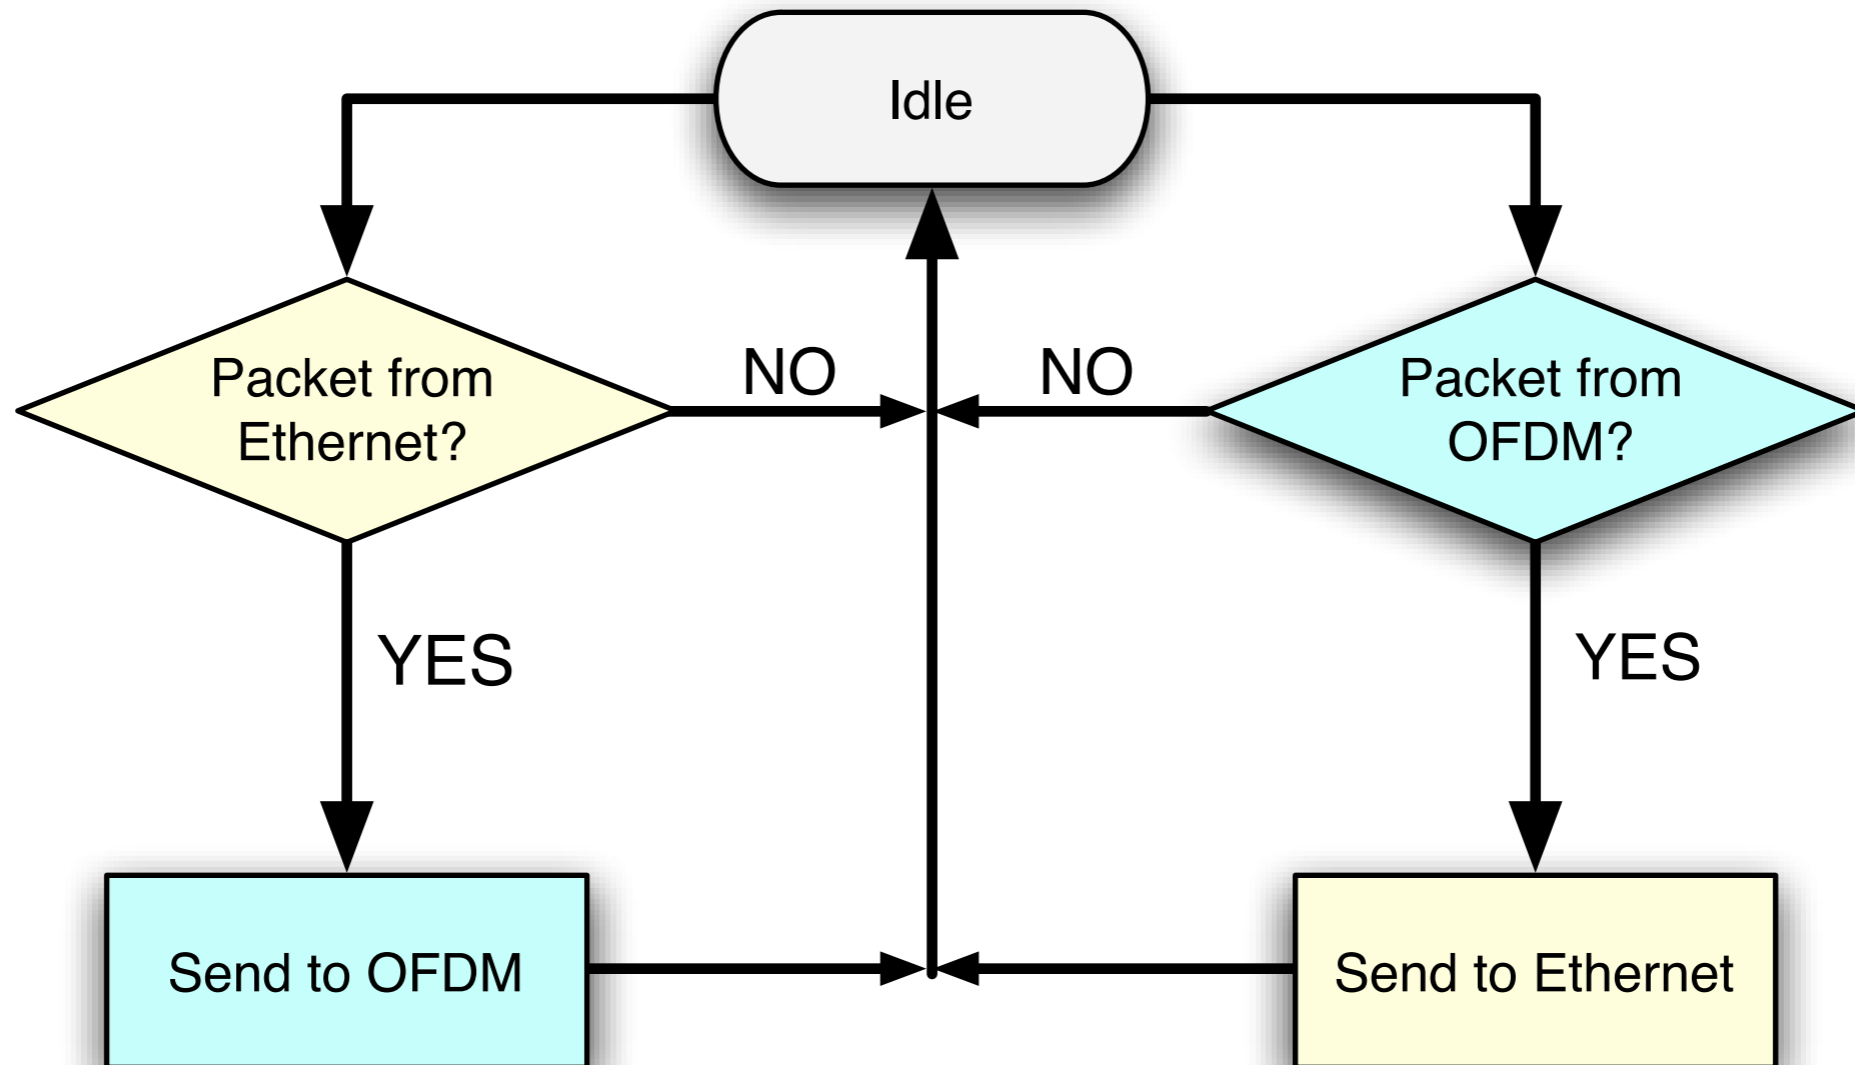 Idle
Packet from
Ethernet?
NO
NO
Packet from
OFDM?
YES
YES
Send to OFDM
Send to Ethernet